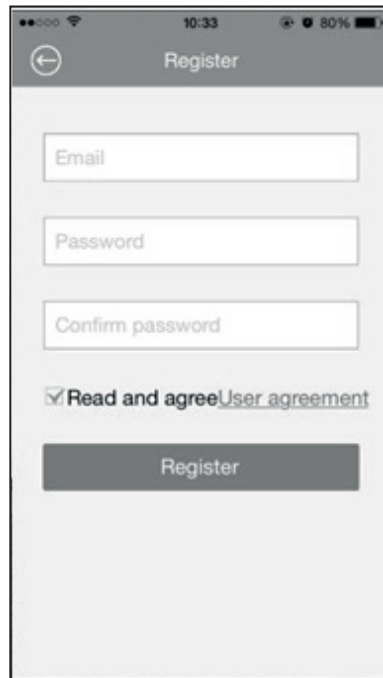 10:33 80%
Register
Email
Password
Confirm password
Read and agreeUser agreement
Register